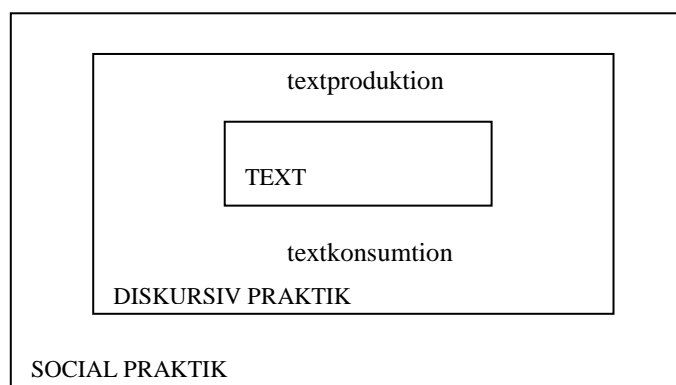 textproduktion
TEXT
textkonsumtion
DISKURSIV PRAKTIK
SOCIAL PRAKTIK